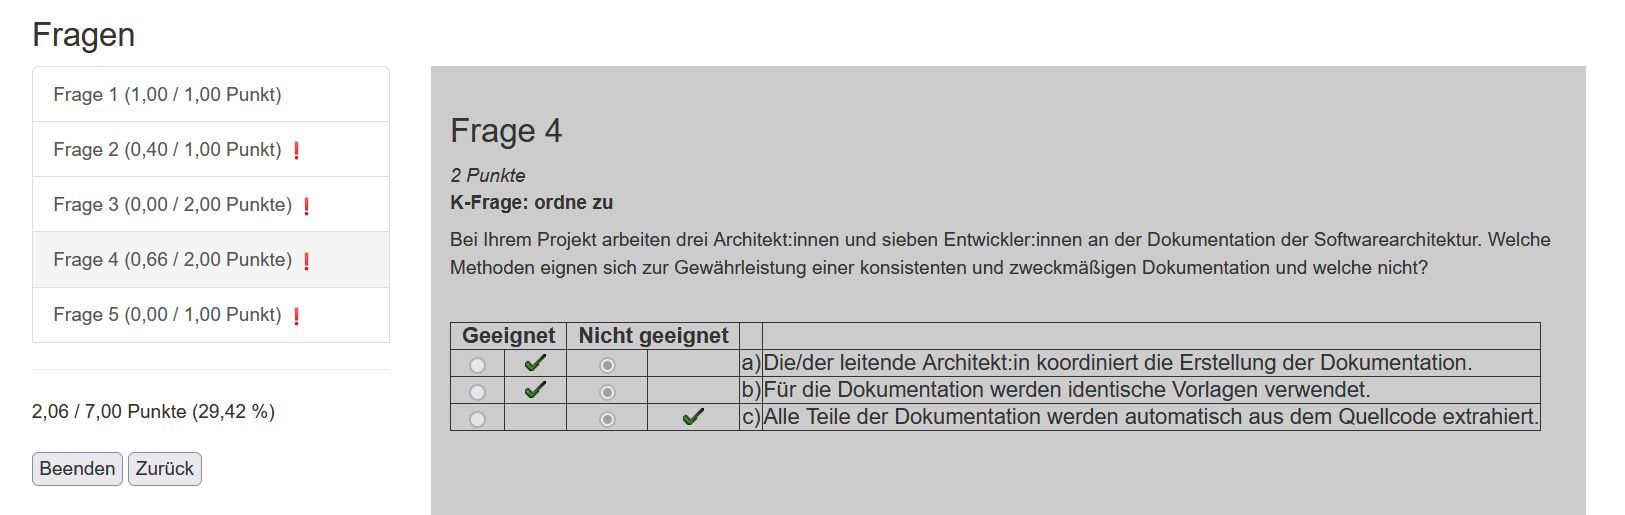 Fragen
Frage 1 (1,00 / 1,00 Punkt)
Frage 2 (0,40 / 1,00 Punkt) ❗
Frage 3 (0,00 / 2,00 Punkte) ❗
Frage 4 (0,66 / 2,00 Punkte) ❗
Frage 5 (0,00 / 1,00 Punkt) ❗
2,06 / 7,00 Punkte (29,42 %)
Beenden Zurück
Frage 4
2 Punkte
K-Frage: ordne zu
Bei Ihrem Projekt arbeiten drei Architekt:innen und sieben Entwickler:innen an der Dokumentation der Softwarearchitektur. Welche
Methoden eignen sich zur Gewährleistung einer konsistenten und zweckmäßigen Dokumentation und welche nicht?
Geeignet Nicht geeignet
a) Die/der leitende Architekt:in koordiniert die Erstellung der Dokumentation.
b) Für die Dokumentation werden identische Vorlagen verwendet.
c) Alle Teile der Dokumentation werden automatisch aus dem Quellcode extrahiert.